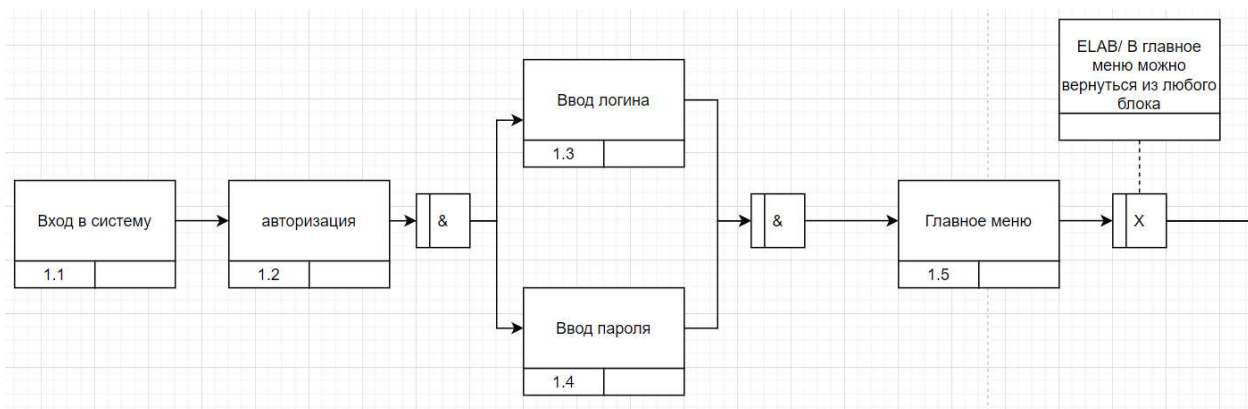 Вход в систему
1.1
авторизация
1.2
&
Ввод логина
1.3
Ввод пароля
1.4
&
Главное меню
1.5
ELAB/ В главное
меню можно
вернуться из любого
блока
X